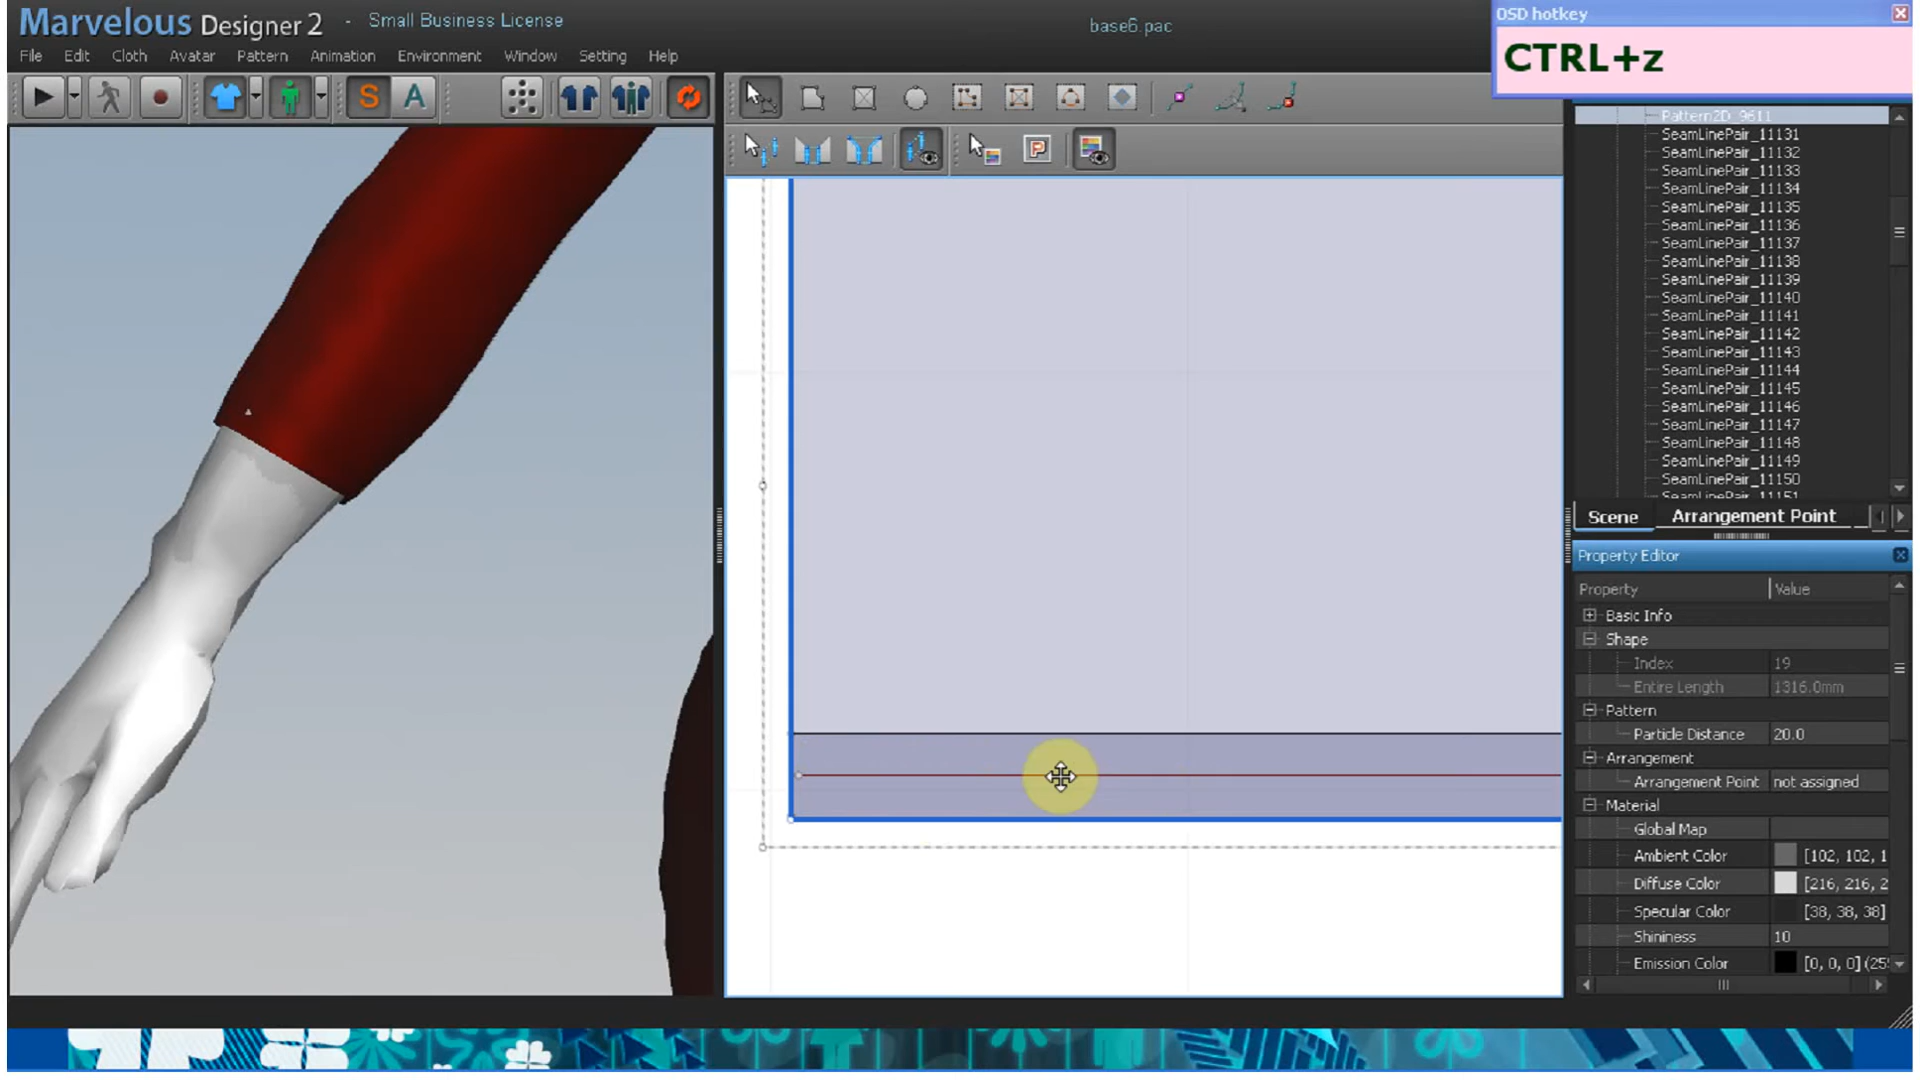 Marvelous Designer 2 - Small Business License
base6.pac
OSD hotkey
CTRL+z
File Edit Cloth Avatar Pattern Animation Environment Window Setting Help
S A
P
Pattern2D_9611
SeamLinePair_11131
SeamLinePair_11132
SeamLinePair_11133
SeamLinePair_11134
SeamLinePair_11135
SeamLinePair_11136
SeamLinePair_11137
SeamLinePair_11138
SeamLinePair_11139
SeamLinePair_11140
SeamLinePair_11141
SeamLinePair_11142
SeamLinePair_11143
SeamLinePair_11144
SeamLinePair_11145
SeamLinePair_11146
SeamLinePair_11147
SeamLinePair_11148
SeamLinePair_11149
SeamLinePair_11150
SeamLinePair_11151
Scene Arrangement Point
Property Editor
Property Value
Basic Info
Shape
Index 19
Entire Length 1316.0mm
Pattern
Particle Distance 20.0
Arrangement
Arrangement Point not assigned
Material
Global Map
Ambient Color [102, 102, 1
Diffuse Color [216, 216, 2
Specular Color [38, 38, 38]
Shininess 10
Emission Color [0, 0, 0] (255